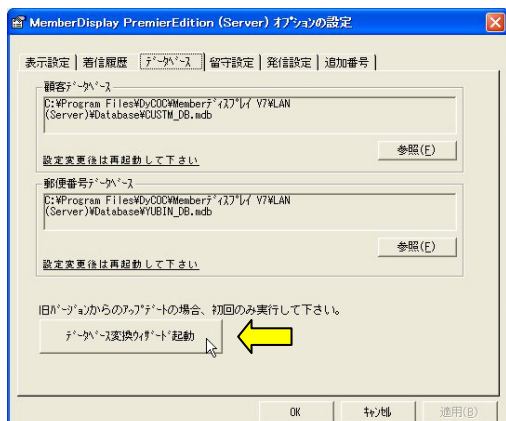 MemberDisplay PremierEdition (Server) ｵﾌﾟｼｮﾝの設定
表示設定 着信履歴 ﾃﾞｰﾀﾍﾞｰｽ 留守設定 発信設定 追加番号
顧客ﾃﾞｰﾀﾍﾞｰｽ
C:¥Program Files¥DyCOC¥Memberﾃﾞｨｽﾌﾟﾚｲ V7¥LAN
(Server)¥Database¥CUSTM_DB.mdb
参照(F)
設定変更後は再起動して下さい
郵便番号ﾃﾞｰﾀﾍﾞｰｽ
C:¥Program Files¥DyCOC¥Memberﾃﾞｨｽﾌﾟﾚｲ V7¥LAN
(Server)¥Database¥YUBIN_DB.mdb
参照(E)
設定変更後は再起動して下さい
旧ﾊﾞｰｼﾞｮﾝからのｱｯﾌﾟﾃﾞｰﾄの場合、初回のみ実行して下さい。
ﾃﾞｰﾀﾍﾞｰｽ変換ｳｨｻﾞｰﾄﾞ起動
OK ｷｬﾝｾﾙ 適用(B)